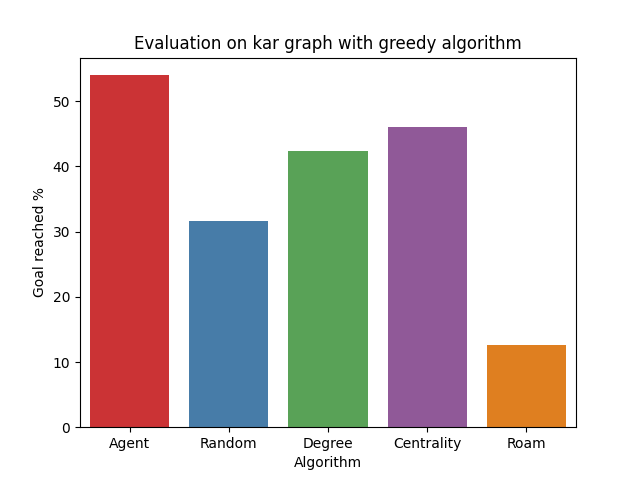 Evaluation on kar graph with greedy algorithm
Goal reached %
50
40
30
20
10
0
Agent Random Degree Centrality Roam
Algorithm